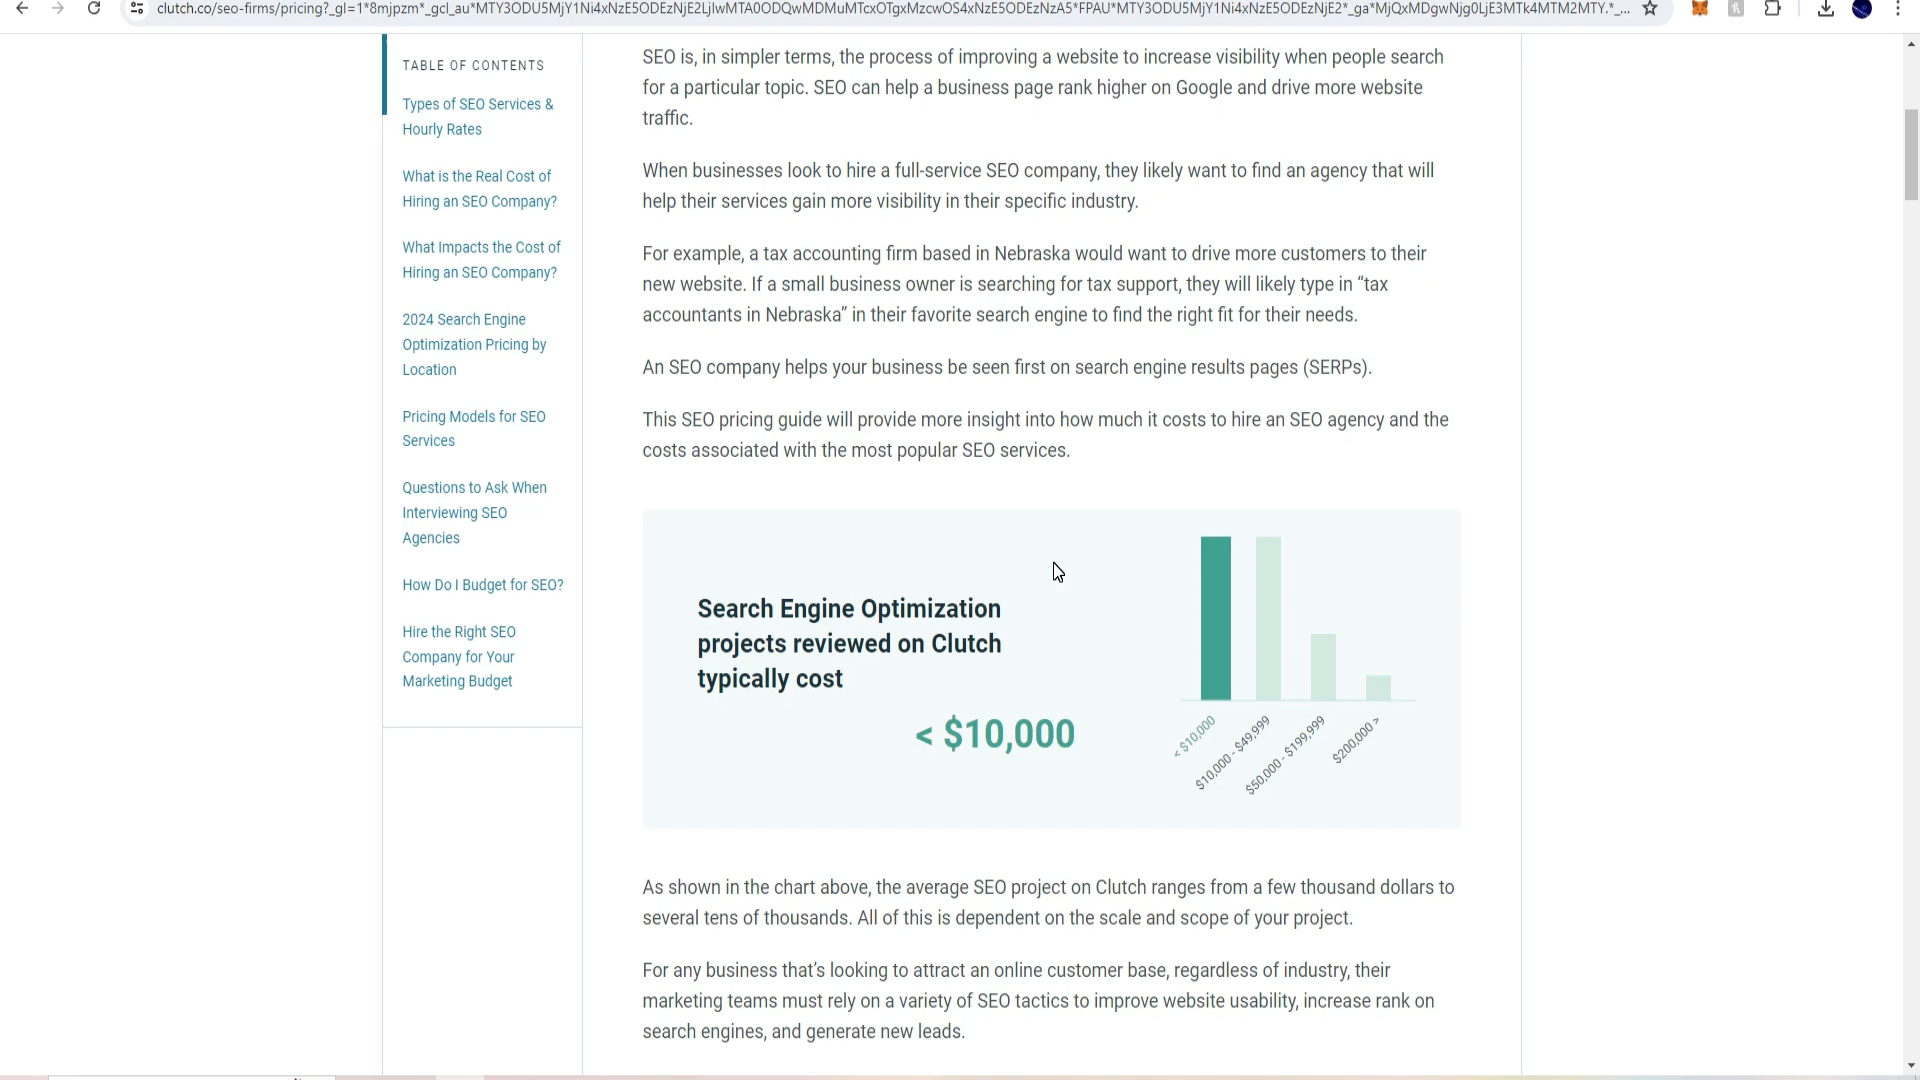 clutch.co/seo-firms/pricing?_gl=1*8mjpzm*_gcl_au*MTY3ODU5MjY1Ni4xNzE5ODEzNjE2LjIwMTA0ODQwMDMuMTcxOTgxMzcwOS4xNzE5ODEzNzA5*FPAU*MTY3ODU5MjY1Ni4xNzE5ODEzNjE2*_ga*MjQxMDgwNjg0LjE3MTk4MTM2MTY.*_...
TABLE OF CONTENTS
Types of SEO Services &
Hourly Rates
What is the Real Cost of
Hiring an SEO Company?
What Impacts the Cost of
Hiring an SEO Company?
2024 Search Engine
Optimization Pricing by
Location
Pricing Models for SEO
Services
Questions to Ask When
Interviewing SEO
Agencies
How Do I Budget for SEO?
Hire the Right SEO
Company for Your
Marketing Budget
SEO is, in simpler terms, the process of improving a website to increase visibility when people search
for a particular topic. SEO can help a business page rank higher on Google and drive more website
traffic.
When businesses look to hire a full-service SEO company, they likely want to find an agency that will
help their services gain more visibility in their specific industry.
For example, a tax accounting firm based in Nebraska would want to drive more customers to their
new website. If a small business owner is searching for tax support, they will likely type in “tax
accountants in Nebraska” in their favorite search engine to find the right fit for their needs.
An SEO company helps your business be seen first on search engine results pages (SERPs).
This SEO pricing guide will provide more insight into how much it costs to hire an SEO agency and the
costs associated with the most popular SEO services.
Search Engine Optimization
projects reviewed on Clutch
typically cost
< $10,000
< $10,000
$10,000 - $49,999
$50,000 - $199,999
$200,000 >
As shown in the chart above, the average SEO project on Clutch ranges from a few thousand dollars to
several tens of thousands. All of this is dependent on the scale and scope of your project.
For any business that’s looking to attract an online customer base, regardless of industry, their
marketing teams must rely on a variety of SEO tactics to improve website usability, increase rank on
search engines, and generate new leads.